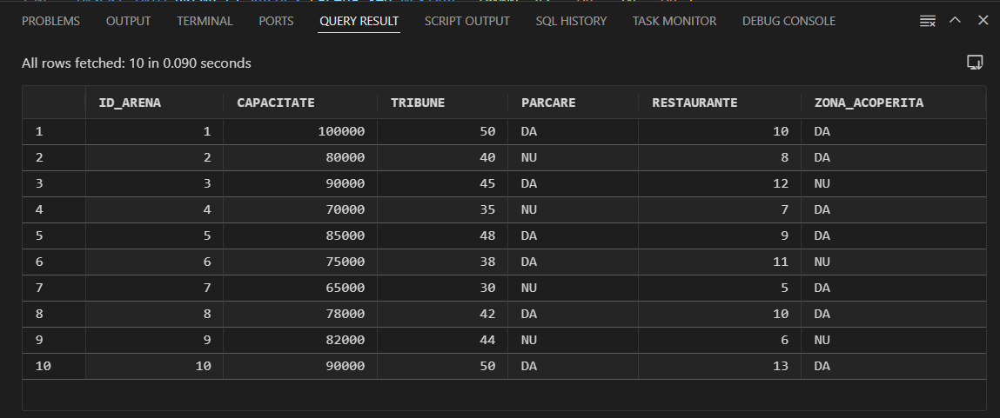 PROBLEMS OUTPUT TERMINAL PORTS QUERY RESULT SCRIPT OUTPUT SQL HISTORY TASK MONITOR DEBUG CONSOLE
All rows fetched: 10 in 0.090 seconds
ID_ARENA CAPACITATE TRIBUNE PARCARE RESTAURANTE ZONA_ACOPERITA
1 1 100000 50 DA 10 DA
2 2 80000 40 NU 8 DA
3 3 90000 45 DA 12 NU
4 4 70000 35 NU 7 DA
5 5 85000 48 DA 9 DA
6 6 75000 38 DA 11 NU
7 7 65000 30 NU 5 DA
8 8 78000 42 DA 10 DA
9 9 82000 44 NU 6 NU
10 10 90000 50 DA 13 DA